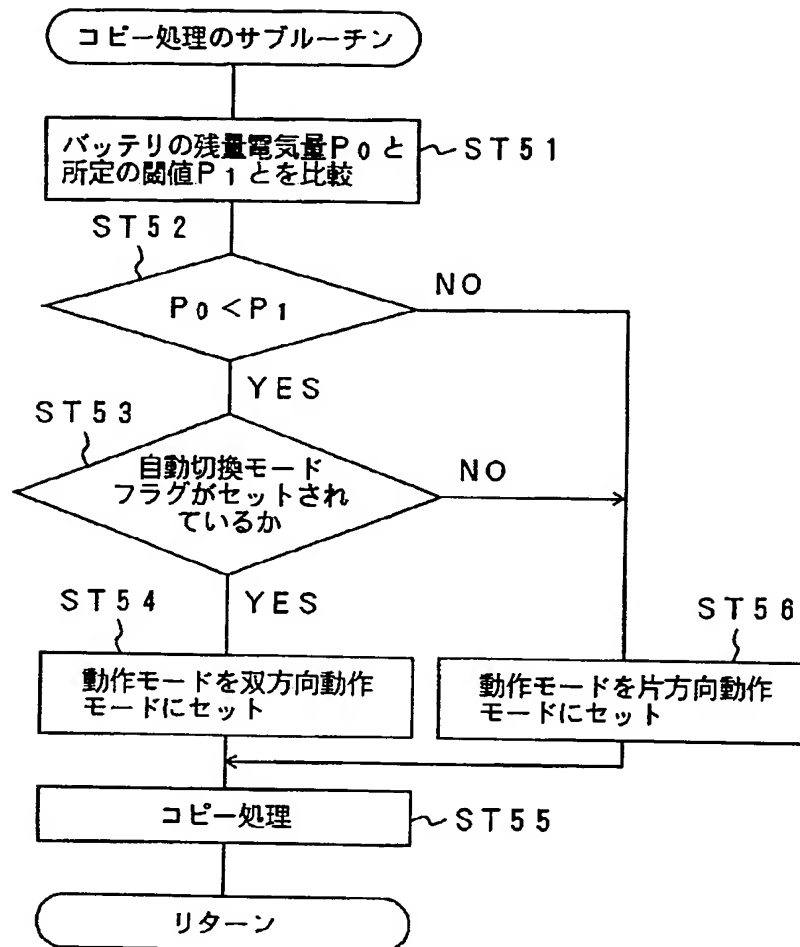 コピー処理のサブルーチン
バッテリの残量電気量P0と
所定の閾値P1とを比較
ST51
ST52
P0<P1
NO
YES
ST53
自動切換モード
フラグがセットされ
ているか
NO
YES
ST54
ST56
動作モードを双方向動作
モードにセット
動作モードを片方向動作
モードにセット
コピー処理
ST55
リターン